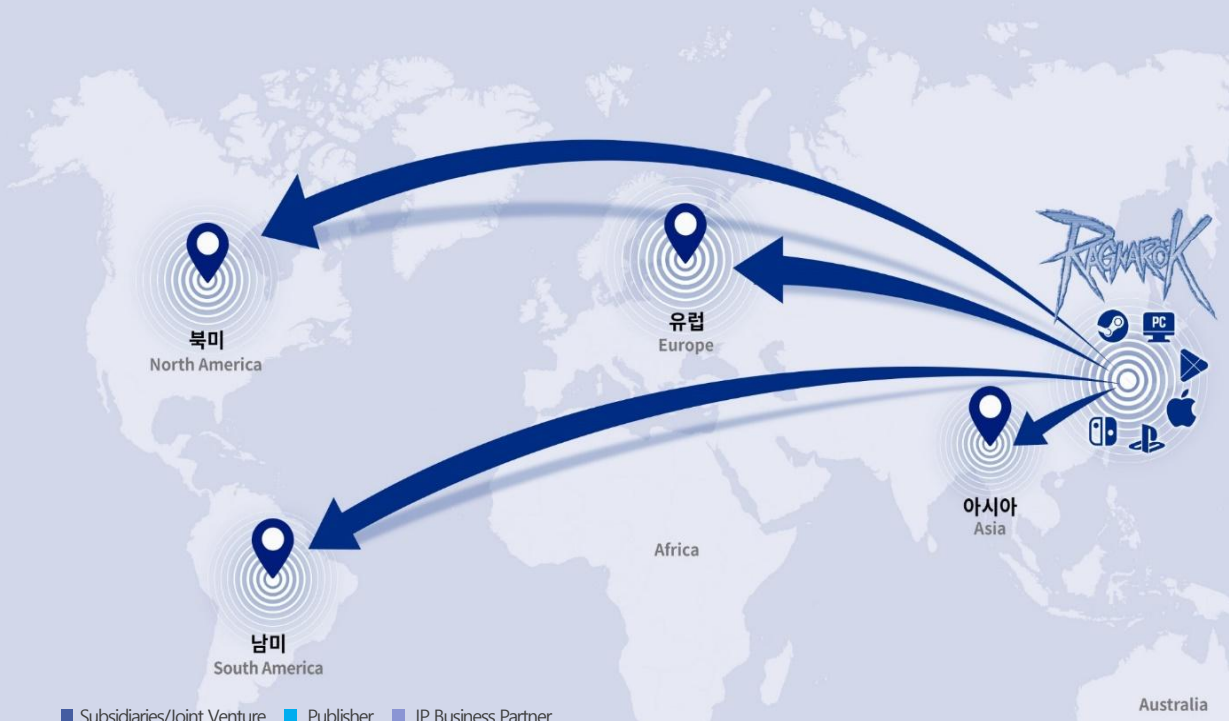 RAGNARÖK
PC
북미
North America
유럽
Europe
아시아
Asia
Africa
남미
South America
Australia
Subsidiaries/Joint Venture Publisher IP Business Partner